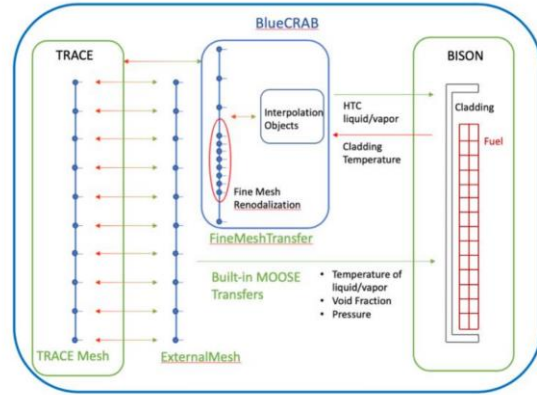 BlueCRAB
TRACE
BISON
Interpolation
Objects
HTC
liquid/vapor
Cladding
Temperature
Cladding
Fuel
Fine Mesh
Renodalization
FineMeshTransfer
Built-in MOOSE
Transfers
• Temperature of
liquid/vapor
• Void Fraction
• Pressure
TRACE Mesh
ExternalMesh